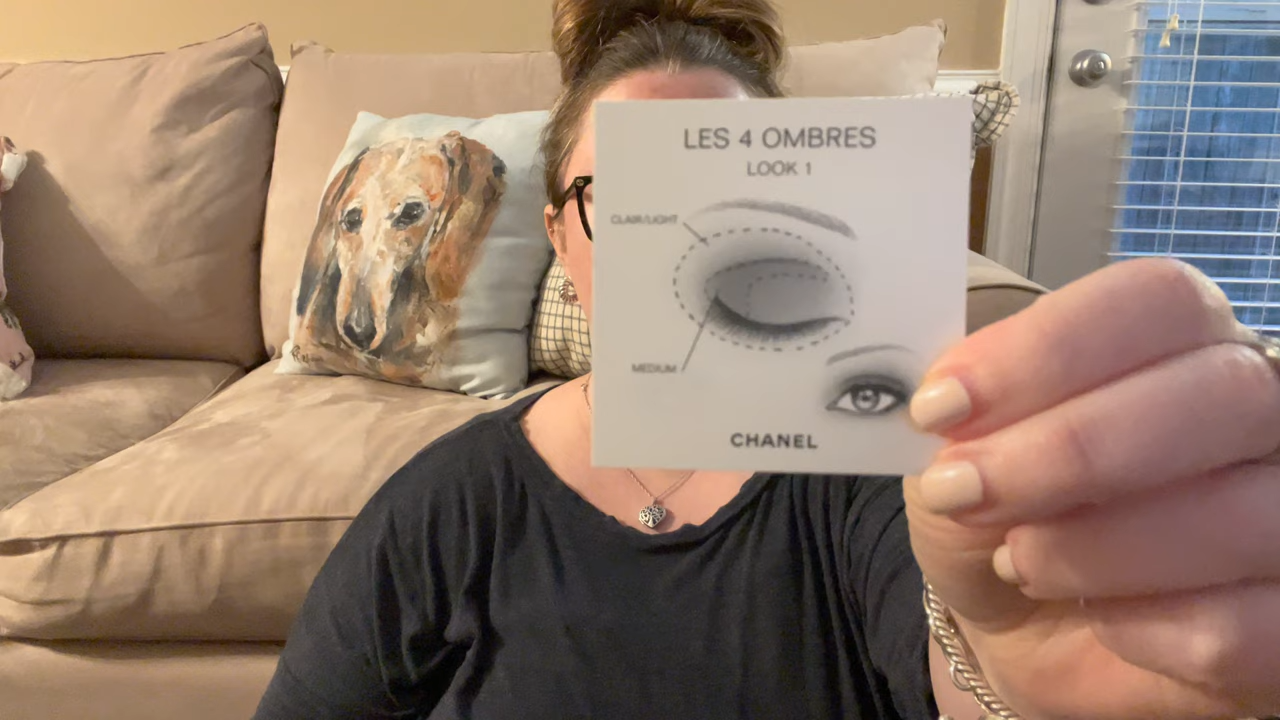 LES 4 OMBRES
LOOK 1
CLAIR/LIGHT
MEDIUM
CHANEL